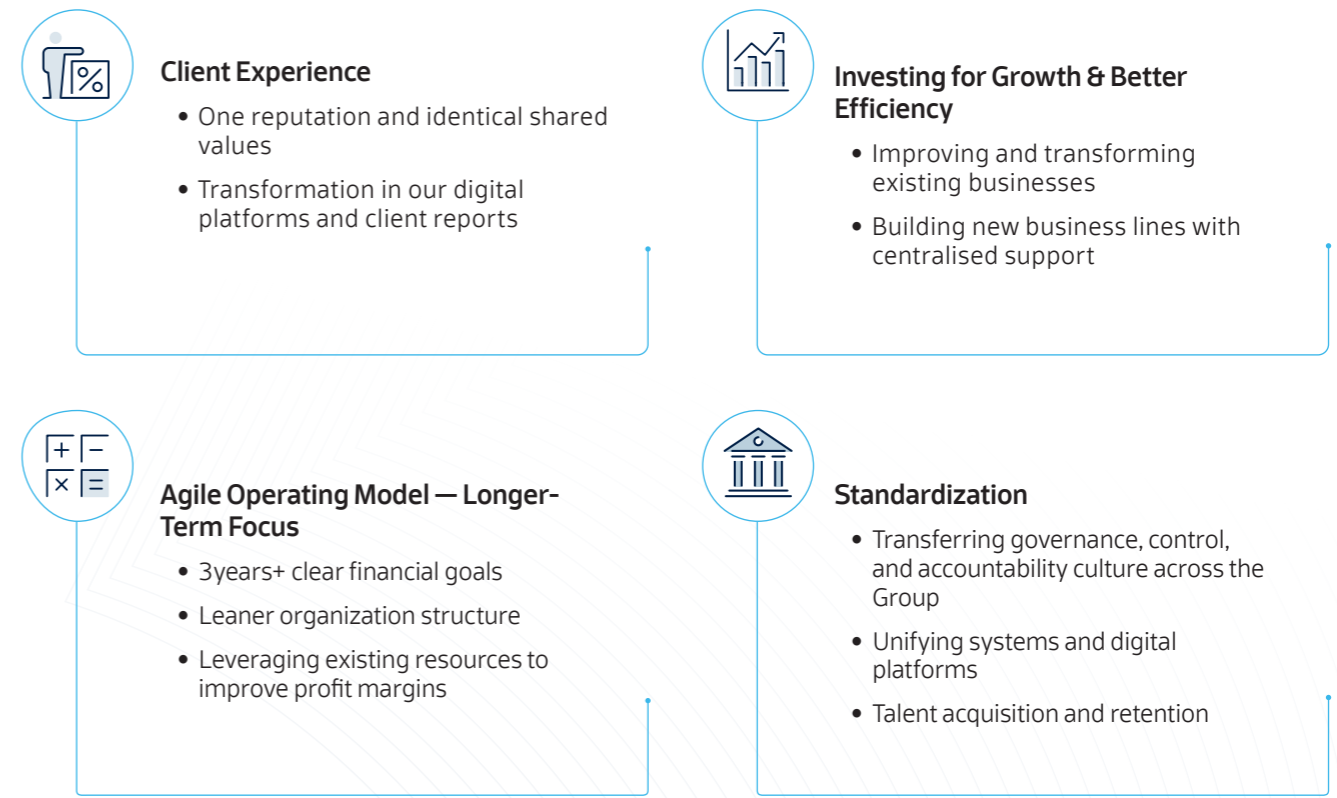 Client Experience
• One reputation and identical shared
values
• Transformation in our digital
platforms and client reports
Investing for Growth & Better
Efficiency
• Improving and transforming
existing businesses
• Building new business lines with
centralised support
Agile Operating Model — Longer-
Term Focus
• 3years+ clear financial goals
• Leaner organization structure
• Leveraging existing resources to
improve profit margins
Standardization
• Transferring governance, control,
and accountability culture across the
Group
• Unifying systems and digital
platforms
• Talent acquisition and retention